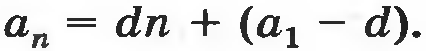 aₙ = dn + (a₁ − d).